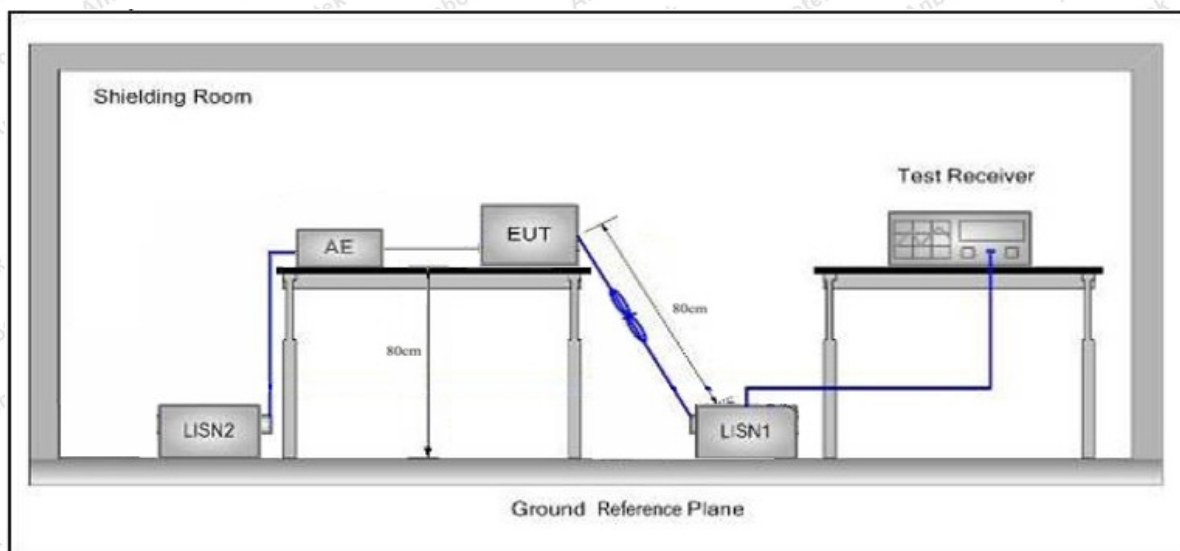 Shielding Room
Test Receiver
AE
EUT
80cm
80cm
LISN2
LISN1
Ground Reference Plane